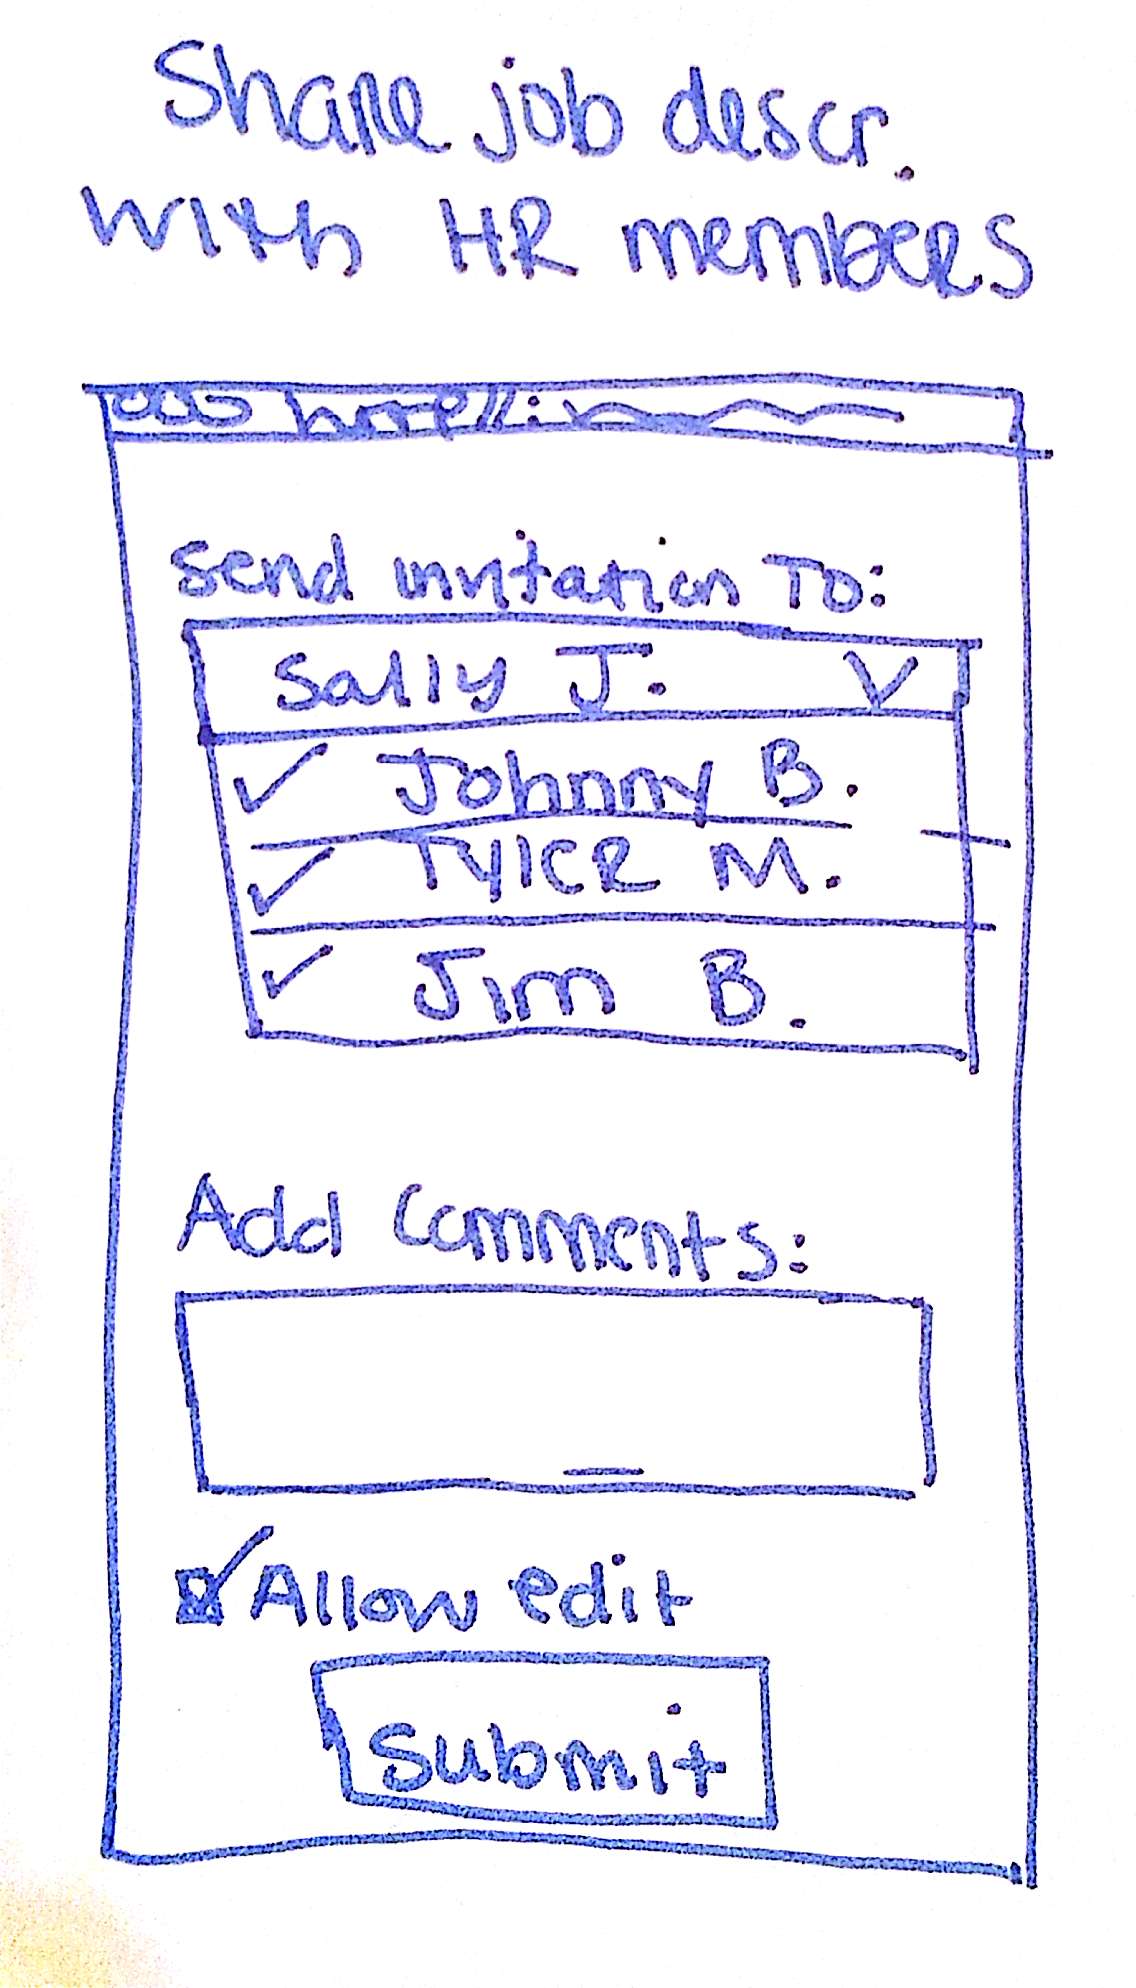 Share job descr.
with HR members
http//:
Send invitation To:
Sally J.
Johnny B.
Tyler M.
Jim B.
Add Comments:
Allow edit
Submit